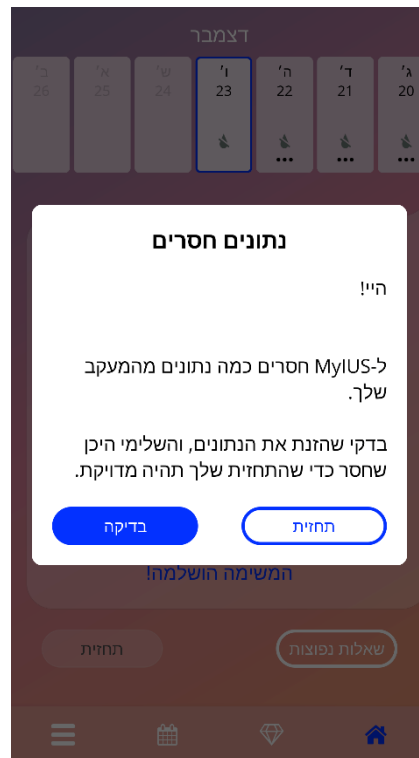 דצמבר
ג׳ ד׳ ה׳ ו׳ ש׳ א׳ ב׳
20 21 22 23 24 25 26
נתונים חסרים
היי!
ל-MyIUS חסרים כמה נתונים מהמעקב
שלך.
בדקי שהזנת את הנתונים, והשלימי היכן
שחסר כדי שהתחזית שלך תהיה מדויקת.
תחזית
בדיקה
המשימה הושלמה!
שאלות נפוצות
תחזית